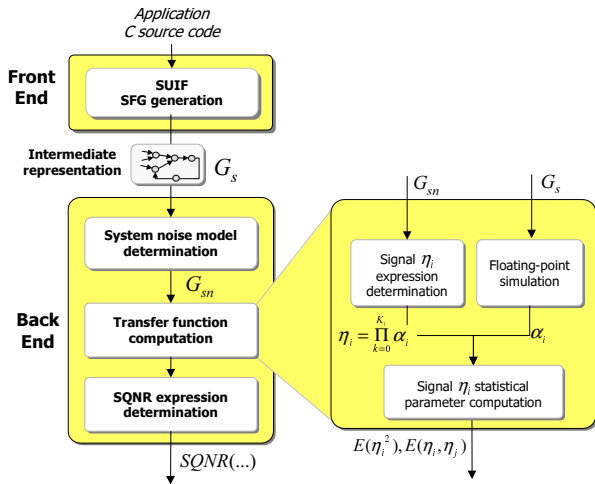 Application
C source code
Front
End
SUIF
SFG generation
Intermediate
representation
G_s
Back
End
System noise model
determination
G_sn
Transfer function
computation
SQNR expression
determination
SQNR(...)
G_sn
G_s
Signal η_i
expression
determination
Floating-point
simulation
η_i = ∏_{k=0}^{K_i} α_i
α_i
Signal η_i statistical
parameter computation
E(η_i²), E(η_i, η_j)